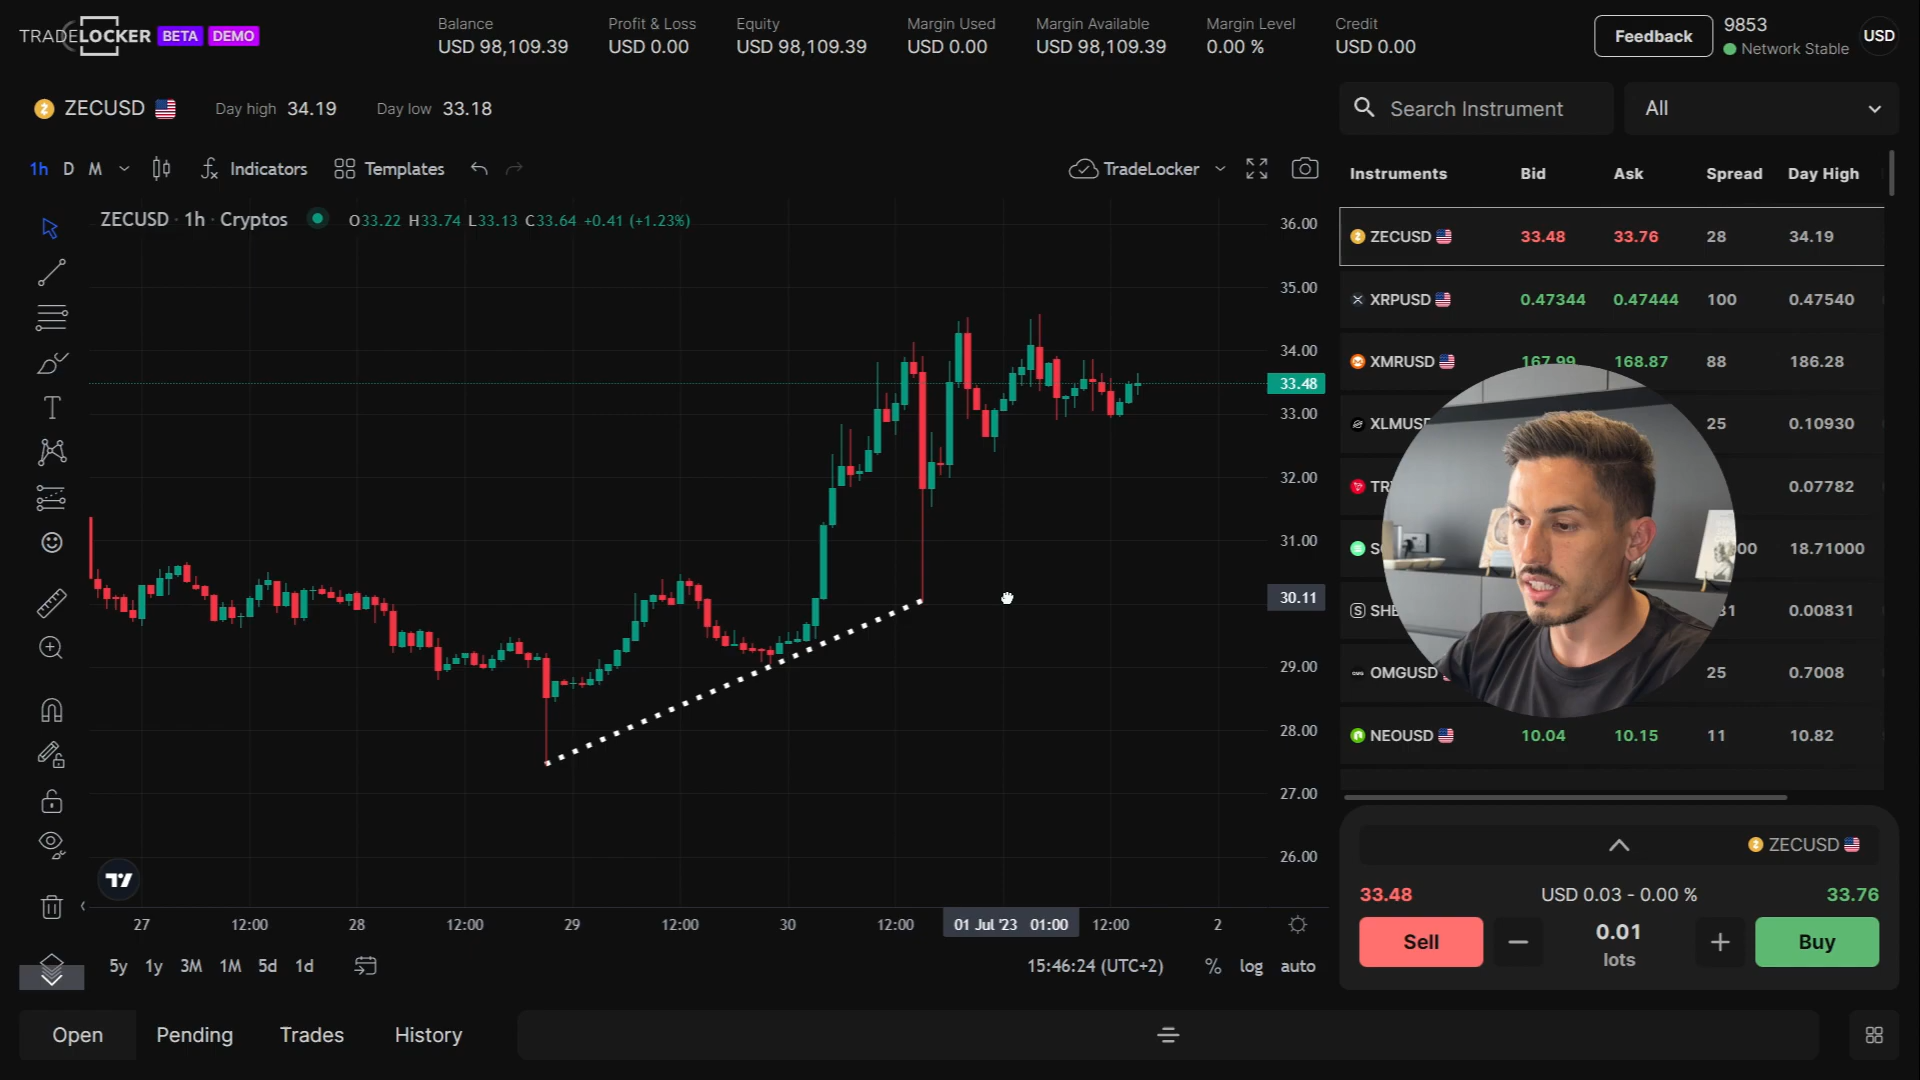 TRADELOCKER BETA DEMO
Balance
USD 98,109.39
Profit & Loss
USD 0.00
Equity
USD 98,109.39
Margin Used
USD 0.00
Margin Available
USD 98,109.39
Margin Level
0.00 %
Credit
USD 0.00
Feedback
9853
Network Stable
USD
ZECUSD Day high 34.19 Day low 33.18
Search Instrument
All
1h D M Indicators Templates TradeLocker
ZECUSD · 1h · Cryptos O33.22 H33.74 L33.13 C33.64 +0.41 (+1.23%)
36.00
35.00
34.00
33.48
33.00
32.00
31.00
30.11
29.00
28.00
27.00
26.00
27 12:00 28 12:00 29 12:00 30 12:00 01 Jul '23 01:00 12:00 2
5y 1y 3M 1M 5d 1d 15:46:24 (UTC+2) % log auto
Instruments Bid Ask Spread Day High
ZECUSD 33.48 33.76 28 34.19
XRPUSD 0.47344 0.47444 100 0.47540
XMRUSD 167.99 168.87 88 186.28
XLMUSD 25 0.10930
0.07782
18.71000
0.00831
OMGUSD 25 0.7008
NEOUSD 10.04 10.15 11 10.82
ZECUSD
33.48 USD 0.03 - 0.00 % 33.76
Sell
0.01
lots
Buy
Open Pending Trades History